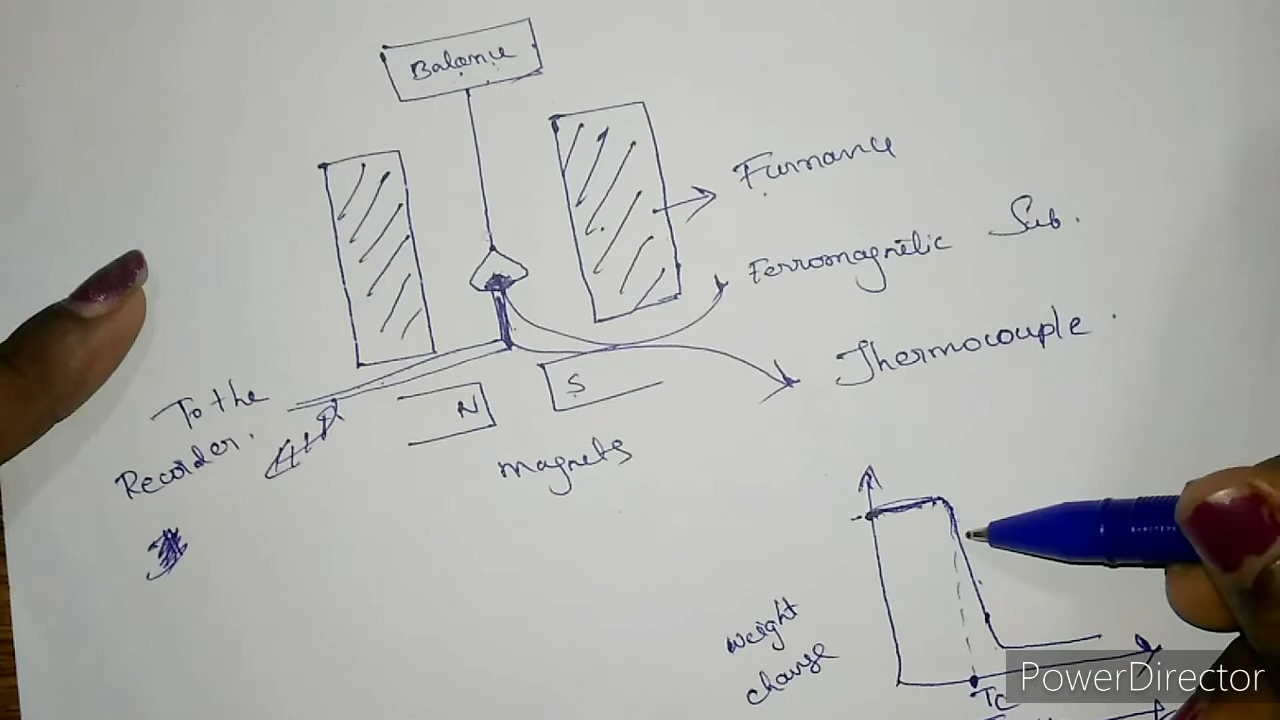 Balance
Furnance
Ferromagnetic Sub.
Thermocouple
To the
Recorder.
N
S
Magnets
Weight
change
Tc
PowerDirector